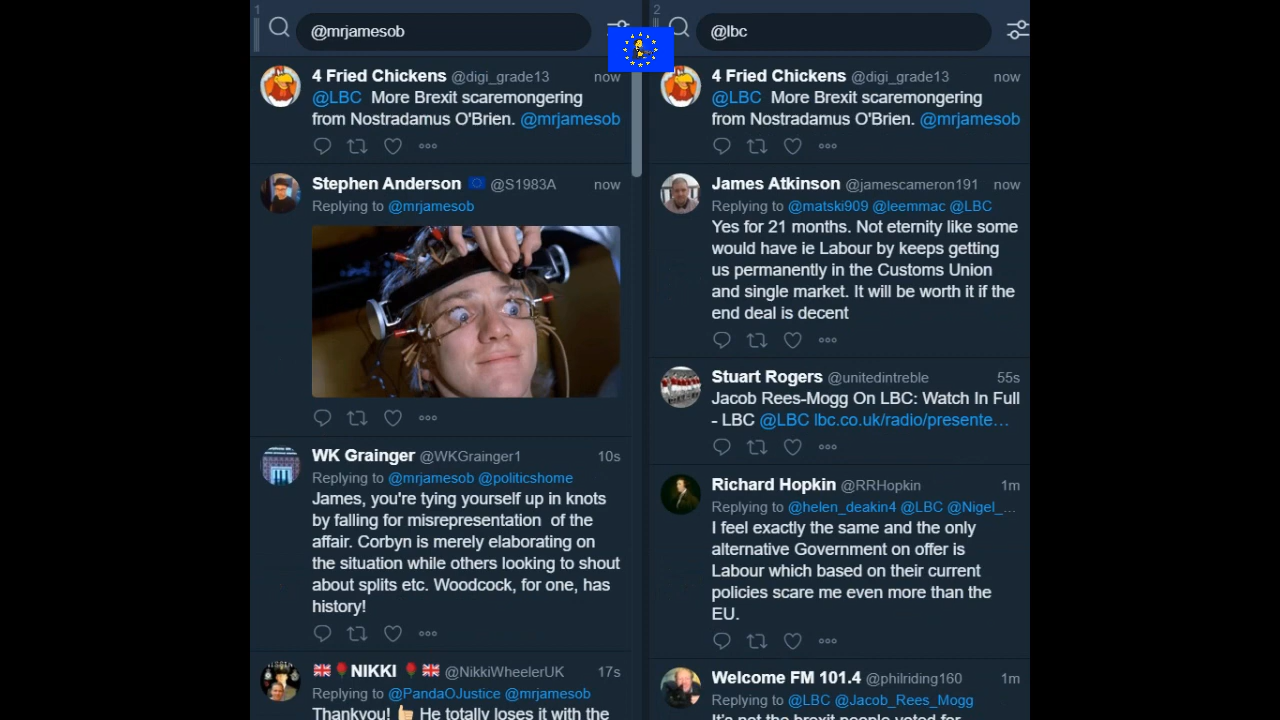 1
@mrjamesob
4 Fried Chickens @digi_grade13 now
@LBC More Brexit scaremongering
from Nostradamus O'Brien. @mrjamesob
Stephen Anderson 🇪🇺 @S1983A now
Replying to @mrjamesob
WK Grainger @WKGrainger1 10s
Replying to @mrjamesob @politicshome
James, you're tying yourself up in knots
by falling for misrepresentation of the
affair. Corbyn is merely elaborating on
the situation while others looking to shout
about splits etc. Woodcock, for one, has
history!
🇬🇧🌹NIKKI 🌹🇬🇧 @NikkiWheelerUK 17s
Replying to @PandaOJustice @mrjamesob
Thankyou! 👍🏻 He totally loses it with the
2
@lbc
4 Fried Chickens @digi_grade13 now
@LBC More Brexit scaremongering
from Nostradamus O'Brien. @mrjamesob
James Atkinson @jamescameron191 now
Replying to @matski909 @leemmac @LBC
Yes for 21 months. Not eternity like some
would have ie Labour by keeps getting
us permanently in the Customs Union
and single market. It will be worth it if the
end deal is decent
Stuart Rogers @unitedintreble 55s
Jacob Rees-Mogg On LBC: Watch In Full
- LBC @LBC lbc.co.uk/radio/presente…
Richard Hopkin @RRHopkin 1m
Replying to @helen_deakin4 @LBC @Nigel_...
I feel exactly the same and the only
alternative Government on offer is
Labour which based on their current
policies scare me even more than the
EU.
Welcome FM 101.4 @philriding160 1m
Replying to @LBC @Jacob_Rees_Mogg
It's not the brexit people voted for